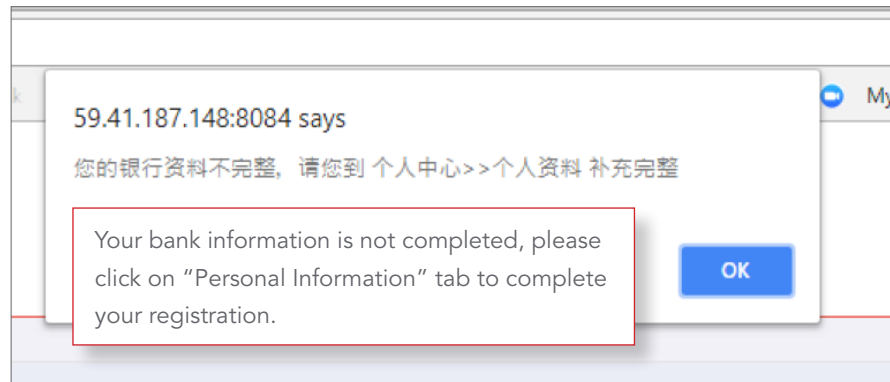 k
My
59.41.187.148:8084 says
您的银行资料不完整，请您到 个人中心>>个人资料 补充完整
Your bank information is not completed, please
click on “Personal Information” tab to complete
your registration.
OK